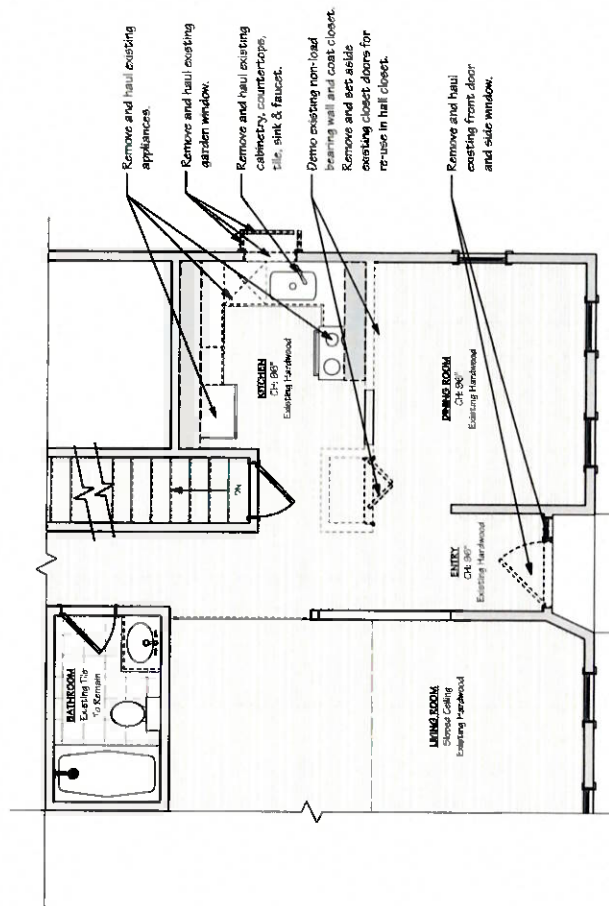 Remove and haul existing
appliances.
Remove and haul existing
garden window.
Remove and haul existing
cabinetry, countertops,
tile, sink & faucet.
Demo existing non-load
bearing wall and coat closet.
Remove and set aside
existing closet doors for
re-use in hall closet.
Remove and haul
existing front door
and side window.
KITCHEN
CH: 96"
Existing Hardwood
DINING ROOM
CH: 96"
Existing Hardwood
ENTRY
CH: 96"
Existing Hardwood
BATHROOM
Existing Tile
To Remain
LIVING ROOM
Sloped Ceiling
Existing Hardwood